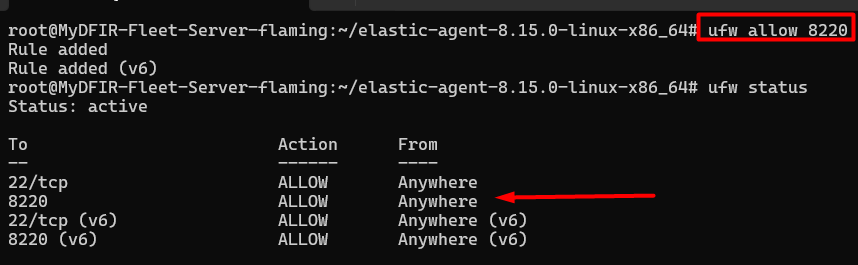 root@MyDFIR-Fleet-Server-flaming:~/elastic-agent-8.15.0-linux-x86_64# ufw allow 8220
Rule added
Rule added (v6)
root@MyDFIR-Fleet-Server-flaming:~/elastic-agent-8.15.0-linux-x86_64# ufw status
Status: active
To Action From
-- ------ ----
22/tcp ALLOW Anywhere
8220 ALLOW Anywhere
22/tcp (v6) ALLOW Anywhere (v6)
8220 (v6) ALLOW Anywhere (v6)